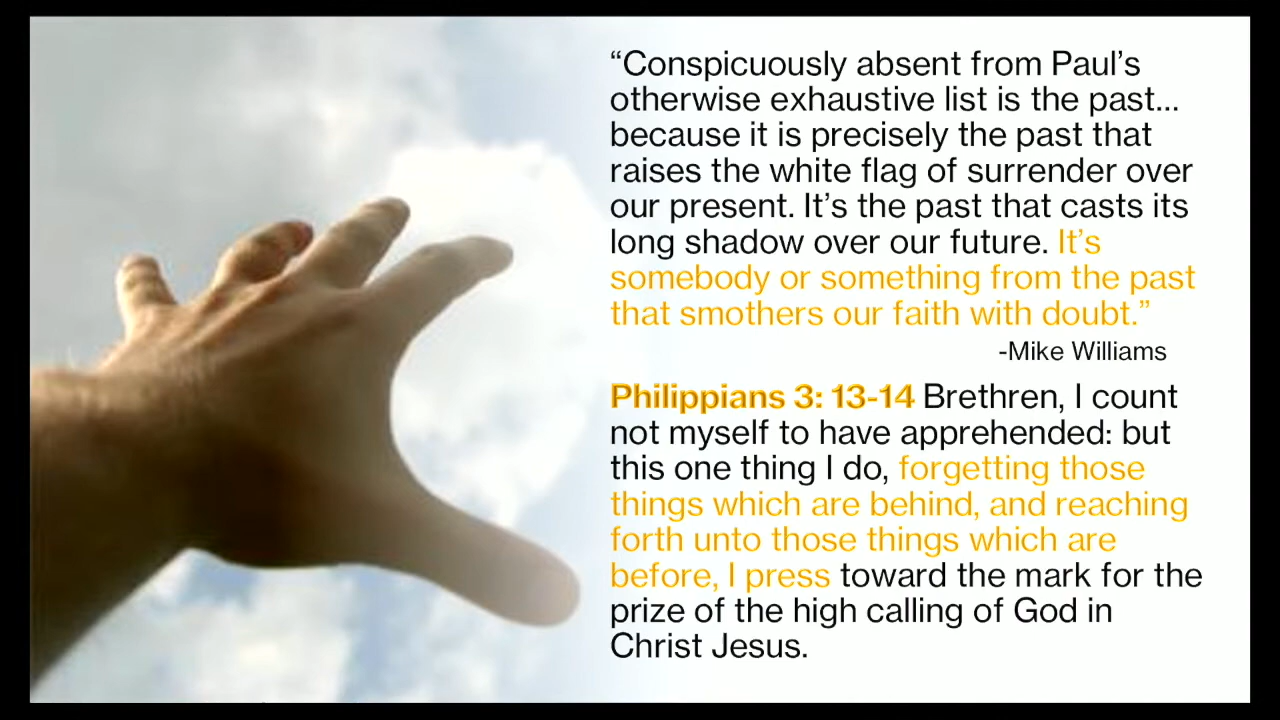 “Conspicuously absent from Paul’s
otherwise exhaustive list is the past...
because it is precisely the past that
raises the white flag of surrender over
our present. It’s the past that casts its
long shadow over our future. It’s
somebody or something from the past
that smothers our faith with doubt.”
-Mike Williams
Philippians 3: 13-14 Brethren, I count
not myself to have apprehended: but
this one thing I do, forgetting those
things which are behind, and reaching
forth unto those things which are
before, I press toward the mark for the
prize of the high calling of God in
Christ Jesus.